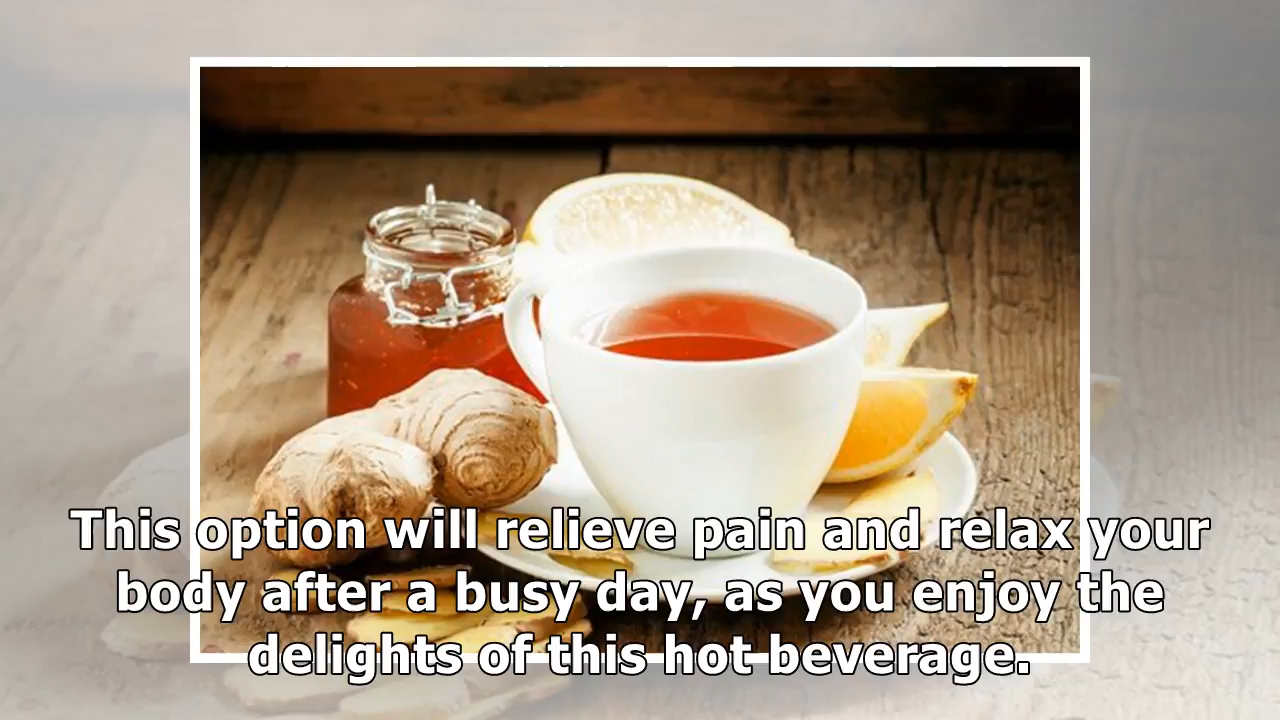 This option will relieve pain and relax your
body after a busy day, as you enjoy the
delights of this hot beverage.